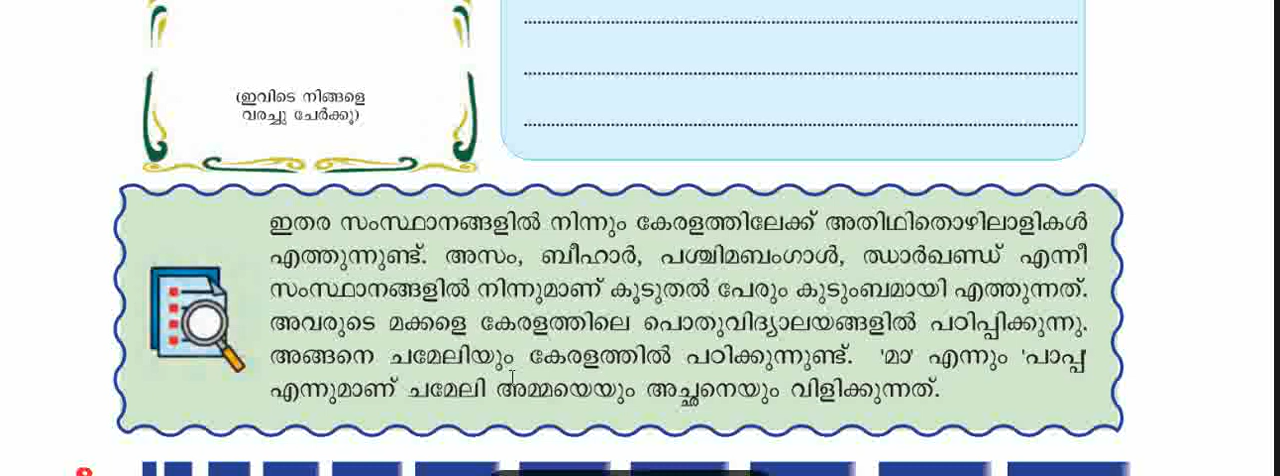 (ഇവിടെ നിങ്ങളെ
വരച്ചു ചേർക്കൂ)
ഇതര സംസ്ഥാനങ്ങളിൽ നിന്നും കേരളത്തിലേക്ക് അതിഥിതൊഴിലാളികൾ
എത്തുന്നുണ്ട്. അസം, ബീഹാർ, പശ്ചിമബംഗാൾ, ഝാർഖണ്ഡ് എന്നീ
സംസ്ഥാനങ്ങളിൽ നിന്നുമാണ് കൂടുതൽ പേരും കുടുംബമായി എത്തുന്നത്.
അവരുടെ മക്കളെ കേരളത്തിലെ പൊതുവിദ്യാലയങ്ങളിൽ പഠിപ്പിക്കുന്നു.
അങ്ങനെ ചമേലിയും കേരളത്തിൽ പഠിക്കുന്നുണ്ട്. 'മാ' എന്നും 'പാപ്പ'
എന്നുമാണ് ചമേലി അമ്മയെയും അച്ഛനെയും വിളിക്കുന്നത്.